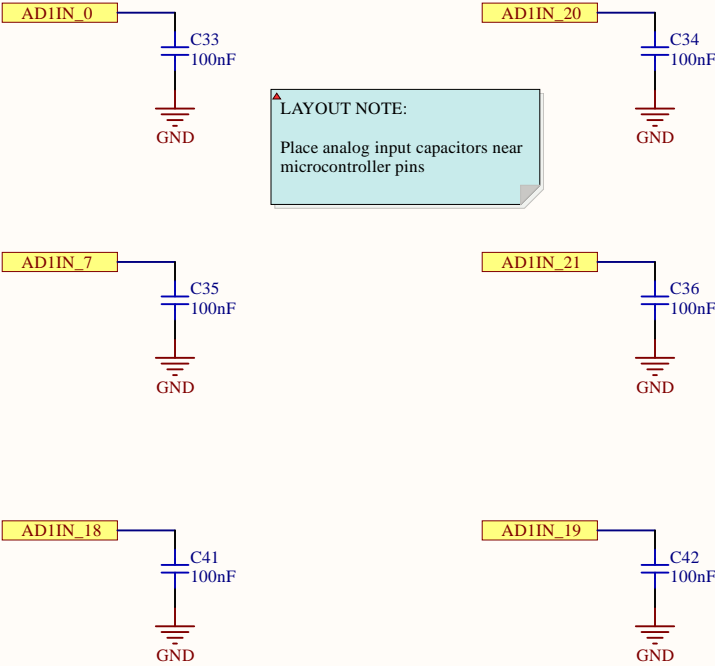 AD1IN_0
C33
100nF
GND
AD1IN_20
C34
100nF
GND
LAYOUT NOTE:
Place analog input capacitors near
microcontroller pins
AD1IN_7
C35
100nF
GND
AD1IN_21
C36
100nF
GND
AD1IN_18
C41
100nF
GND
AD1IN_19
C42
100nF
GND